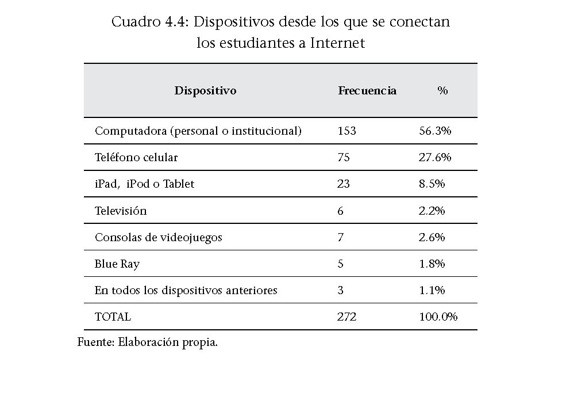 Cuadro 4.4: Dispositivos desde los que se conectan
los estudiantes a Internet
Dispositivo Frecuencia %
Computadora (personal o institucional) 153 56.3%
Teléfono celular 75 27.6%
iPad, iPod o Tablet 23 8.5%
Televisión 6 2.2%
Consolas de videojuegos 7 2.6%
Blue Ray 5 1.8%
En todos los dispositivos anteriores 3 1.1%
TOTAL 272 100.0%
Fuente: Elaboración propia.